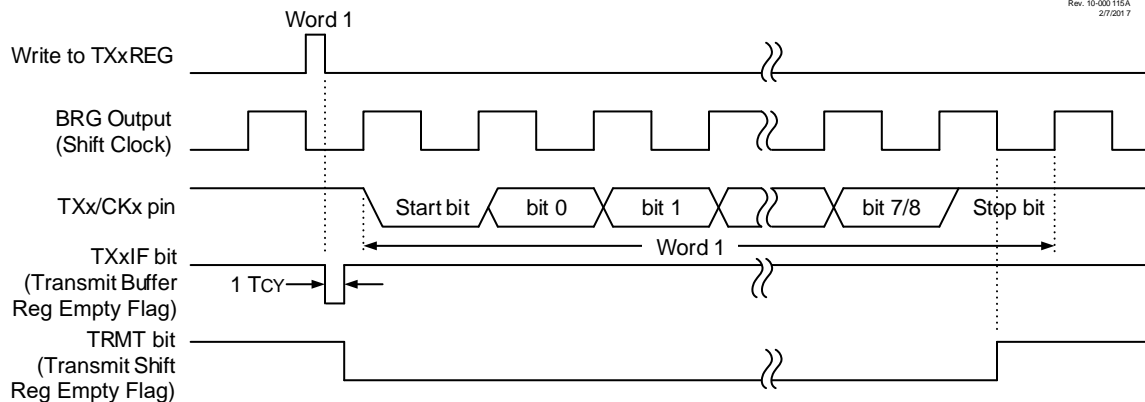 Rev. 10-000 115A
2/7/201 7
Word 1
Write to TXxREG
BRG Output
(Shift Clock)
TXx/CKx pin
Start bit
bit 0
bit 1
bit 7/8
Stop bit
Word 1
TXxIF bit
(Transmit Buffer
Reg Empty Flag)
1 TCY
TRMT bit
(Transmit Shift
Reg Empty Flag)